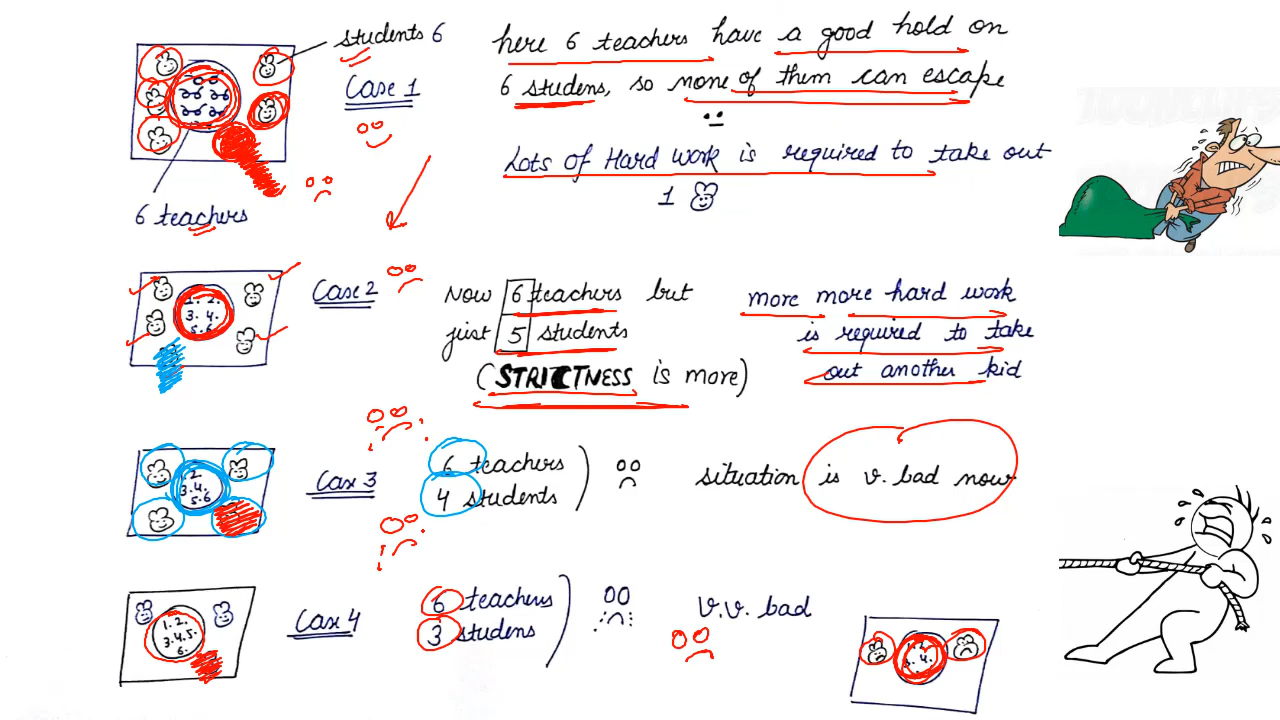 students 6
here 6 teachers have a good hold on
Case 1
6 studens, so none of them can escape
Lots of Hard work is required to take out
1
6 teachers
Case 2
Now 6 teachers but
just 5 students
(STRICTNESS is more)
more more hard work
is required to take
out another kid
1. 2.
3. 4.
5. 6
Case 3
6 teachers
4 students
situation is v. bad now
2
3. 4.
5. 6
Case 4
6 teachers
3 studens
V.V. bad
1. 2.
3. 4. 5.
6.
3. 4.